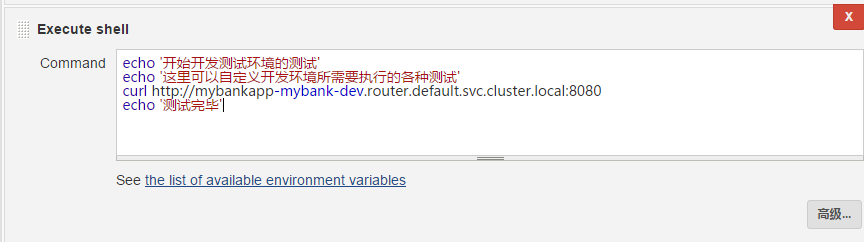 X
Execute shell
Command
echo '开始开发测试环境的测试'
echo '这里可以自定义开发环境所需要执行的各种测试'
curl http://mybankapp-mybank-dev.router.default.svc.cluster.local:8080
echo '测试完毕'
See the list of available environment variables
高级...